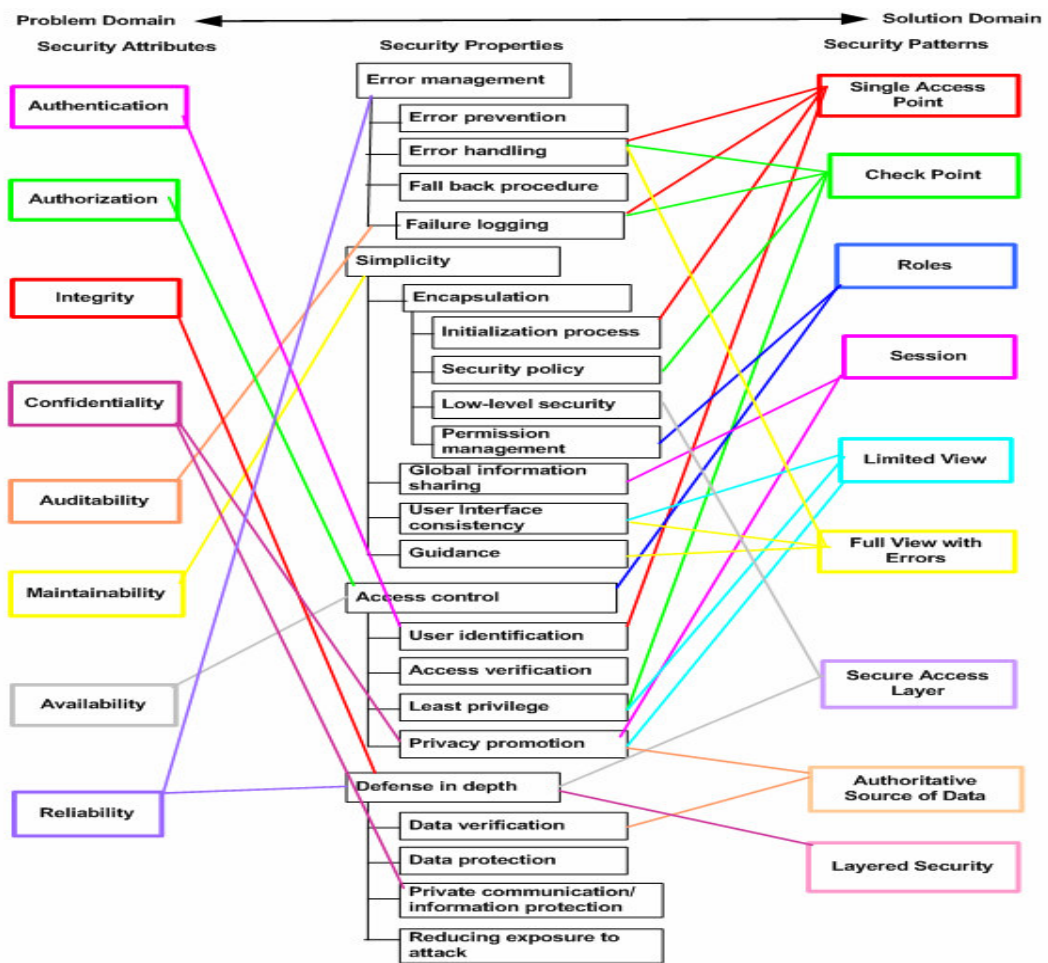 Problem Domain
Solution Domain
Security Attributes
Security Properties
Security Patterns
Authentication
Authorization
Integrity
Confidentiality
Auditability
Maintainability
Availability
Reliability
Error management
Error prevention
Error handling
Fall back procedure
Failure logging
Simplicity
Encapsulation
Initialization process
Security policy
Low-level security
Permission
management
Global information
sharing
User Interface
consistency
Guidance
Access control
User identification
Access verification
Least privilege
Privacy promotion
Defense in depth
Data verification
Data protection
Private communication/
information protection
Reducing exposure to
attack
Single Access
Point
Check Point
Roles
Session
Limited View
Full View with
Errors
Secure Access
Layer
Authoritative
Source of Data
Layered Security